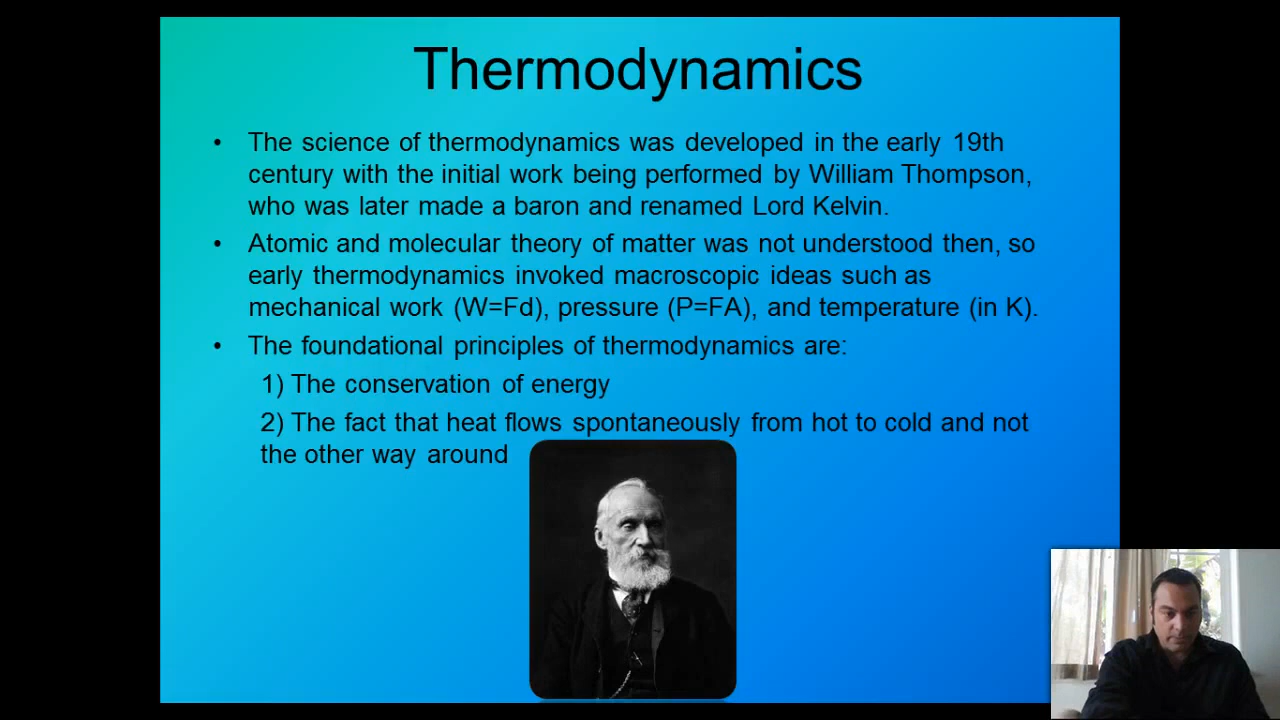 Thermodynamics
• The science of thermodynamics was developed in the early 19th
century with the initial work being performed by William Thompson,
who was later made a baron and renamed Lord Kelvin.
• Atomic and molecular theory of matter was not understood then, so
early thermodynamics invoked macroscopic ideas such as
mechanical work (W=Fd), pressure (P=FA), and temperature (in K).
• The foundational principles of thermodynamics are:
1) The conservation of energy
2) The fact that heat flows spontaneously from hot to cold and not
the other way around